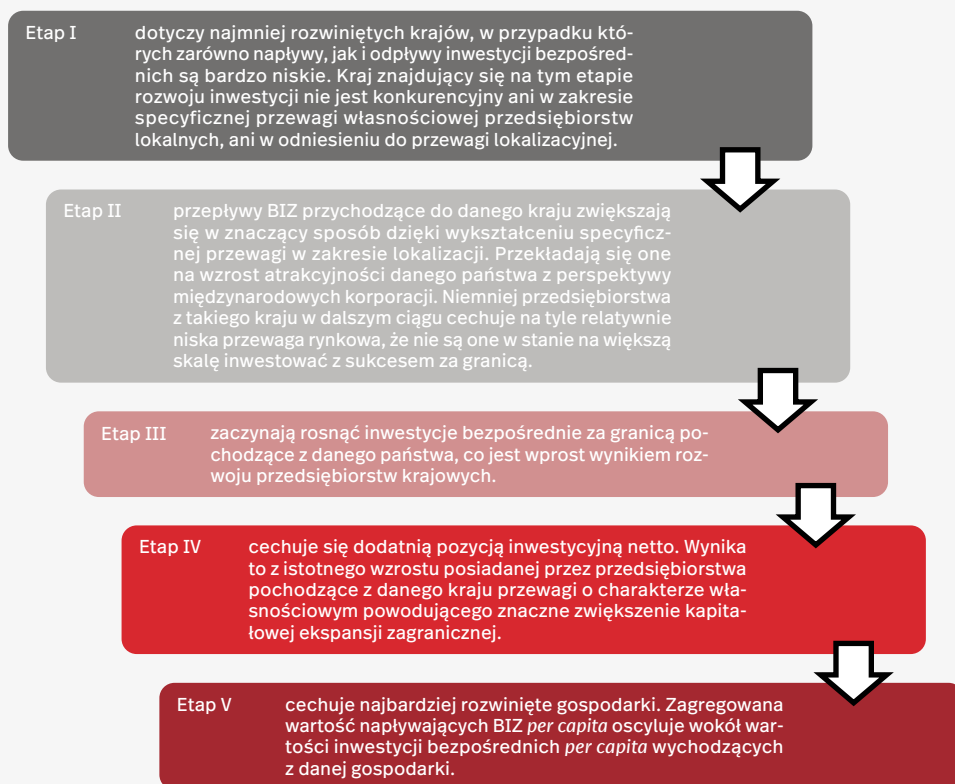 Etap I dotyczy najmniej rozwiniętych krajów, w przypadku któ-
rych zarówno napływy, jak i odpływy inwestycji bezpośred-
nich są bardzo niskie. Kraj znajdujący się na tym etapie
rozwoju inwestycji nie jest konkurencyjny ani w zakresie
specyficznej przewagi własnościowej przedsiębiorstw
lokalnych, ani w odniesieniu do przewagi lokalizacyjnej.
Etap II przepływy BIZ przychodzące do danego kraju zwiększają
się w znaczący sposób dzięki wykształceniu specyficz-
nej przewagi w zakresie lokalizacji. Przekładają się one
na wzrost atrakcyjności danego państwa z perspektywy
międzynarodowych korporacji. Niemniej przedsiębiorstwa
z takiego kraju w dalszym ciągu cechuje na tyle relatywnie
niska przewaga rynkowa, że nie są one w stanie na większą
skalę inwestować z sukcesem za granicą.
Etap III zaczynają rosnąć inwestycje bezpośrednie za granicą po-
chodzące z danego państwa, co jest wprost wynikiem roz-
woju przedsiębiorstw krajowych.
Etap IV cechuje się dodatnią pozycją inwestycyjną netto. Wynika
to z istotnego wzrostu posiadanej przez przedsiębiorstwa
pochodzące z danego kraju przewagi o charakterze wła-
snościowym powodującego znaczne zwiększenie kapita-
łowej ekspansji zagranicznej.
Etap V cechuje najbardziej rozwinięte gospodarki. Zagregowana
wartość napływających BIZ per capita oscyluje wokół war-
tości inwestycji bezpośrednich per capita wychodzących
z danej gospodarki.